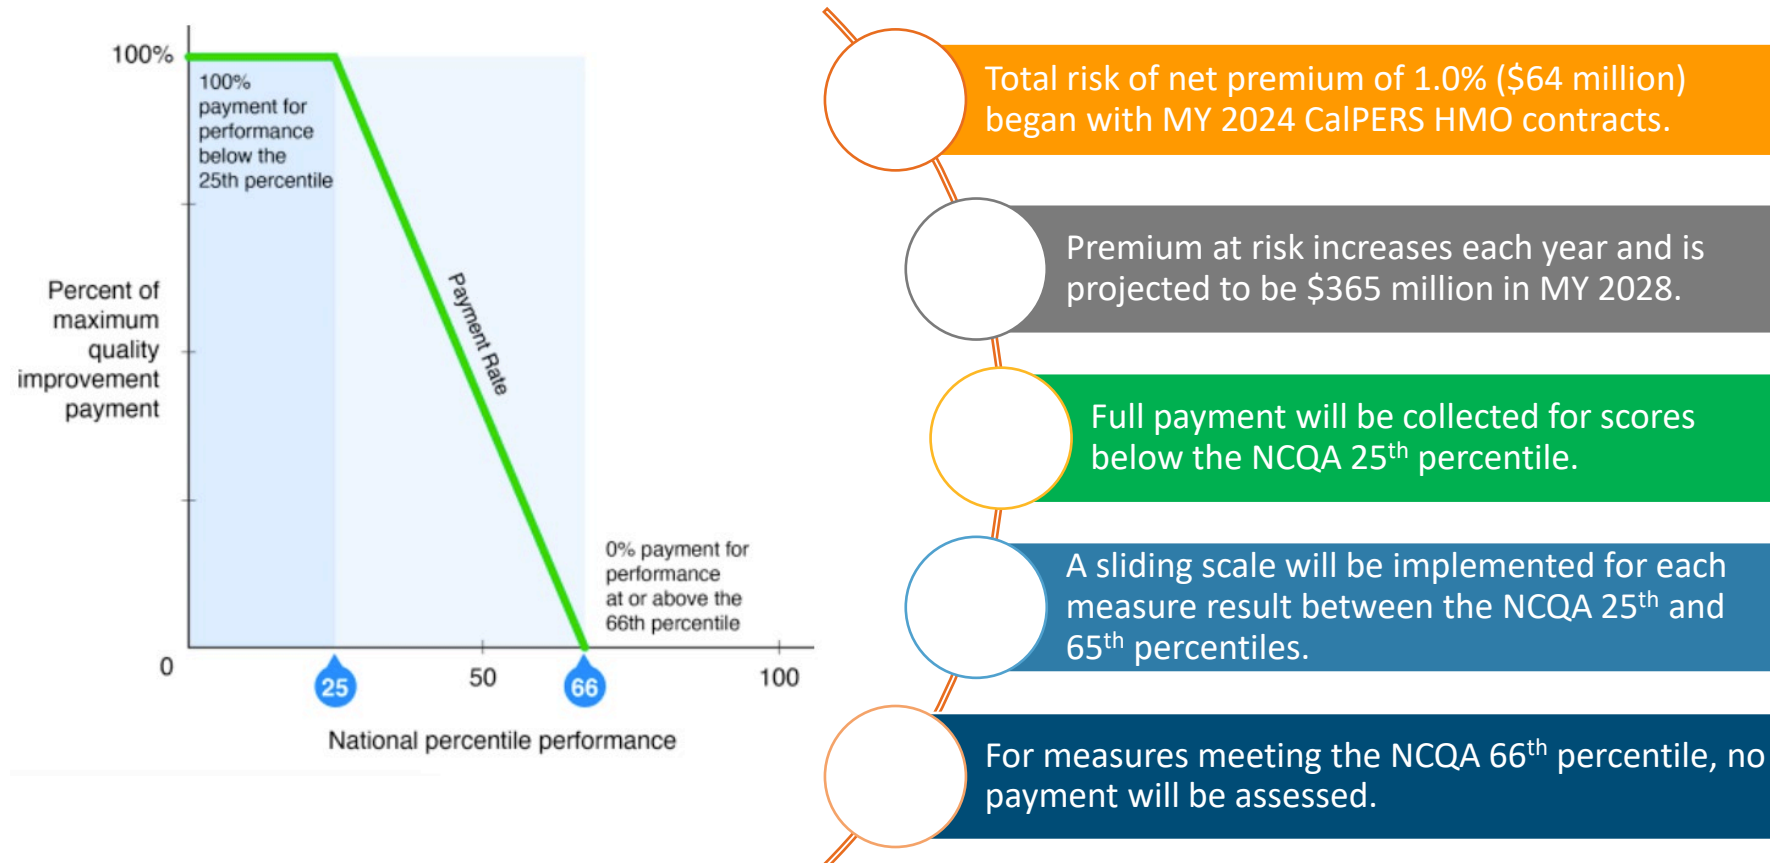 100%
100%
payment for
performance
below the
25th percentile
Percent of
maximum
quality
improvement
payment
Payment Rate
0% payment for
performance
at or above the
66th percentile
0
25
50
66
100
National percentile performance
Total risk of net premium of 1.0% ($64 million)
began with MY 2024 CalPERS HMO contracts.
Premium at risk increases each year and is
projected to be $365 million in MY 2028.
Full payment will be collected for scores
below the NCQA 25th percentile.
A sliding scale will be implemented for each
measure result between the NCQA 25th and
65th percentiles.
For measures meeting the NCQA 66th percentile, no
payment will be assessed.